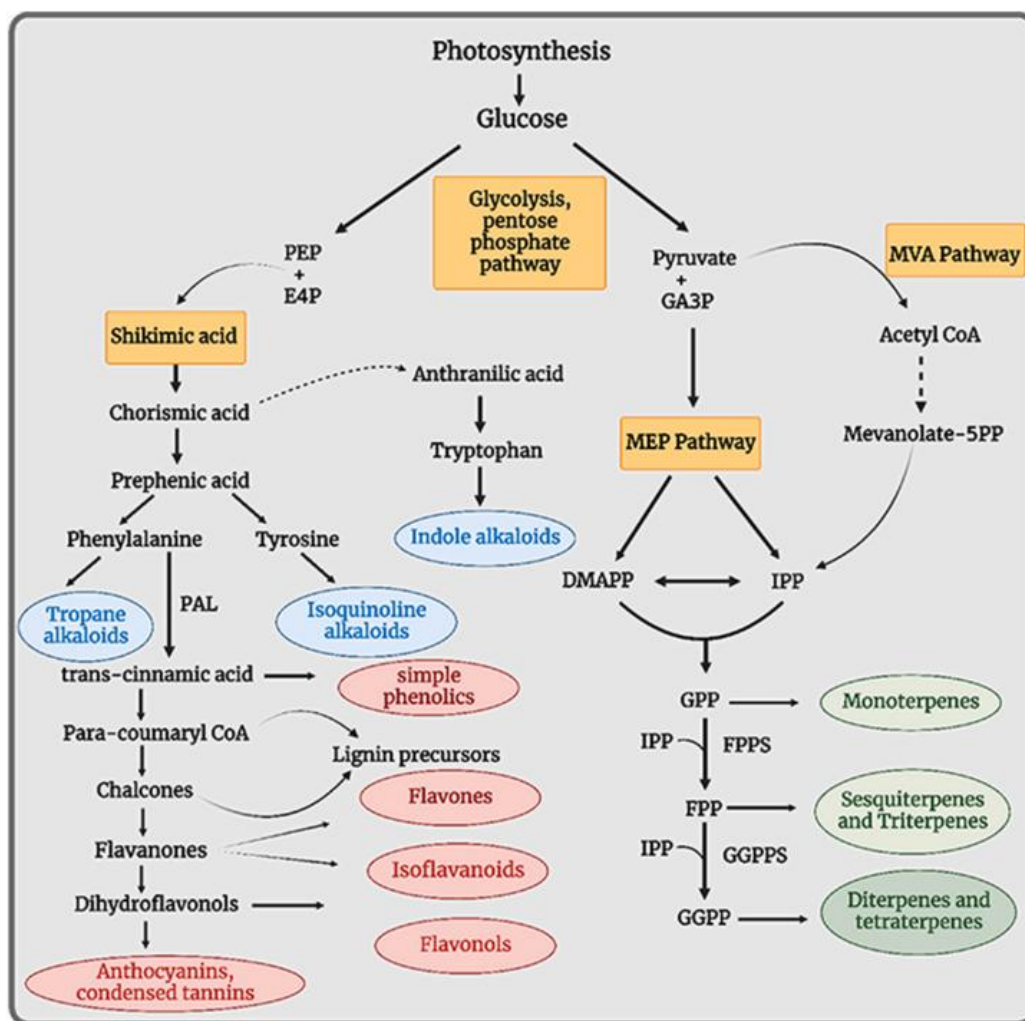 Photosynthesis
Glucose
Glycolysis,
pentose
phosphate
pathway
PEP
+
E4P
Pyruvate
+
GA3P
MVA Pathway
Shikimic acid
Acetyl CoA
Anthranilic acid
Chorismic acid
MEP Pathway
Mevanolate-5PP
Tryptophan
Prephenic acid
Phenylalanine
Tyrosine
Indole alkaloids
DMAPP
IPP
Tropane
alkaloids
PAL
Isoquinoline
alkaloids
trans-cinnamic acid
simple
phenolics
GPP
Monoterpenes
Para-coumaryl CoA
Lignin precursors
IPP
FPPS
Chalcones
Flavones
FPP
Sesquiterpenes
and Triterpenes
Flavanones
Isoflavanoids
IPP
GGPPS
Dihydroflavonols
Flavonols
GGPP
Diterpenes and
tetraterpenes
Anthocyanins,
condensed tannins